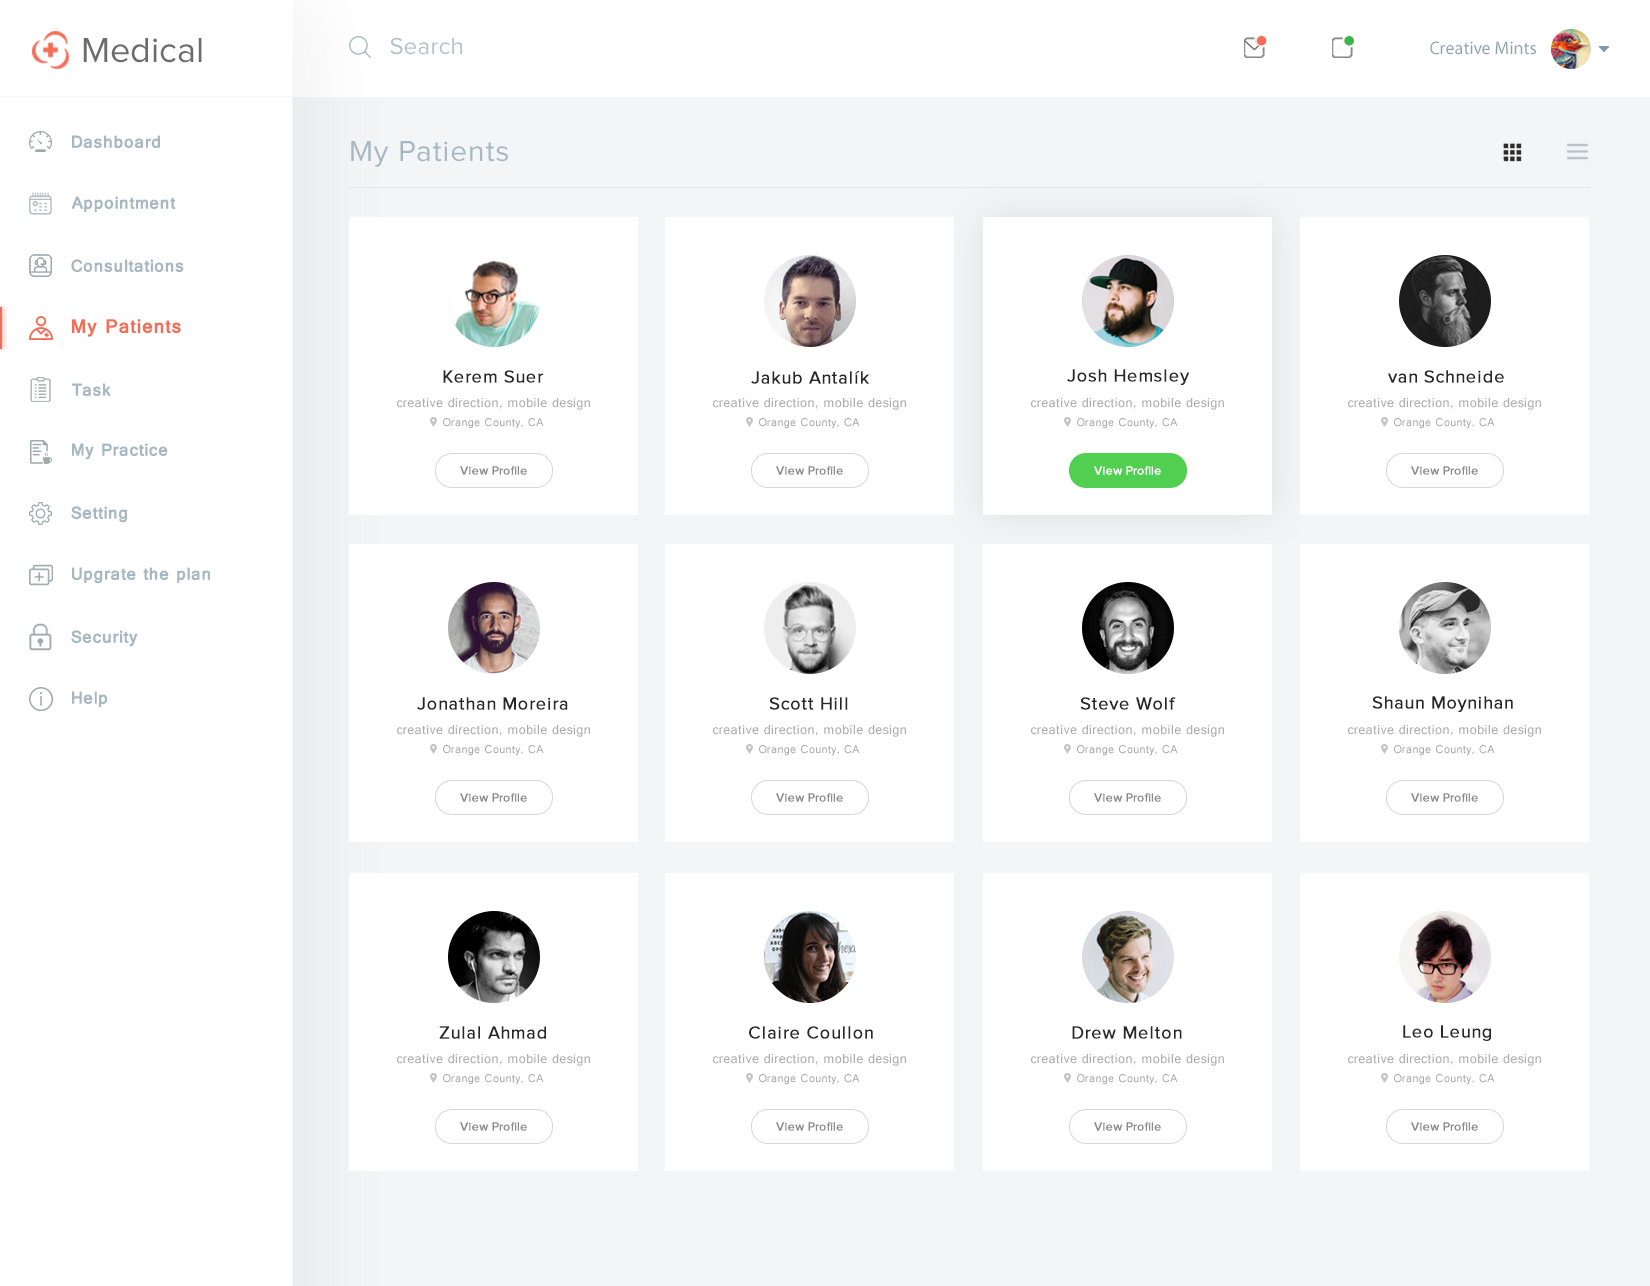 Medical
Search
Creative Mints
Dashboard
Appointment
Consultations
My Patients
Task
My Practice
Setting
Upgrate the plan
Security
Help
My Patients
Kerem Suer
creative direction, mobile design
Orange County, CA
View Profile
Jakub Antalík
creative direction, mobile design
Orange County, CA
View Profile
Josh Hemsley
creative direction, mobile design
Orange County, CA
View Profile
van Schneide
creative direction, mobile design
Orange County, CA
View Profile
Jonathan Moreira
creative direction, mobile design
Orange County, CA
View Profile
Scott Hill
creative direction, mobile design
Orange County, CA
View Profile
Steve Wolf
creative direction, mobile design
Orange County, CA
View Profile
Shaun Moynihan
creative direction, mobile design
Orange County, CA
View Profile
Zulal Ahmad
creative direction, mobile design
Orange County, CA
View Profile
Claire Coullon
creative direction, mobile design
Orange County, CA
View Profile
Drew Melton
creative direction, mobile design
Orange County, CA
View Profile
Leo Leung
creative direction, mobile design
Orange County, CA
View Profile